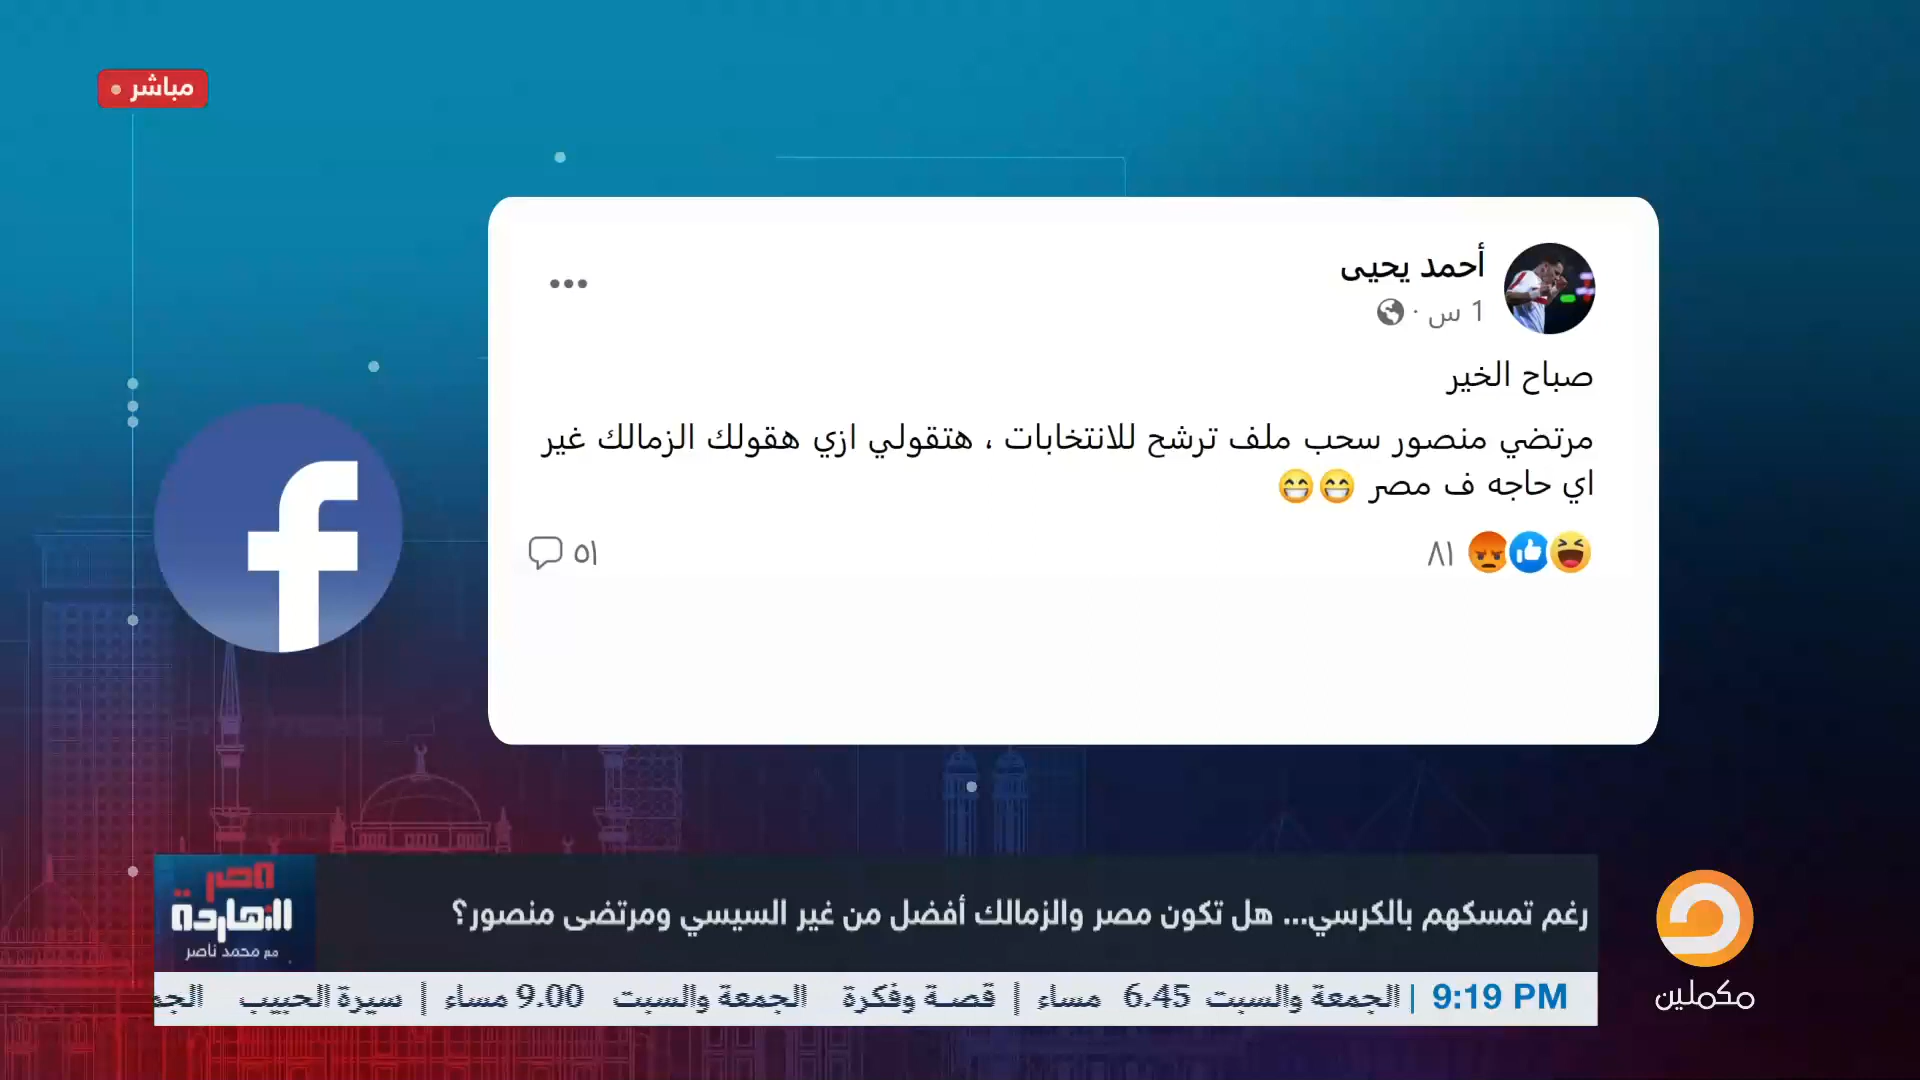 مباشر
أحمد يحيى
1 س ·
صباح الخير
مرتضي منصور سحب ملف ترشح للانتخابات ، هتقولي ازي هقولك الزمالك غير
اي حاجه ف مصر 😁😁
٨١
٥١
مصر
النهاردة
مع محمد ناصر
رغم تمسكهم بالكرسي... هل تكون مصر والزمالك أفضل من غير السيسي ومرتضى منصور؟
9:19 PM | الجمعة والسبت 6.45 مساء | قصة وفكرة الجمعة والسبت 9.00 مساء | سيرة الحبيب
مكملين